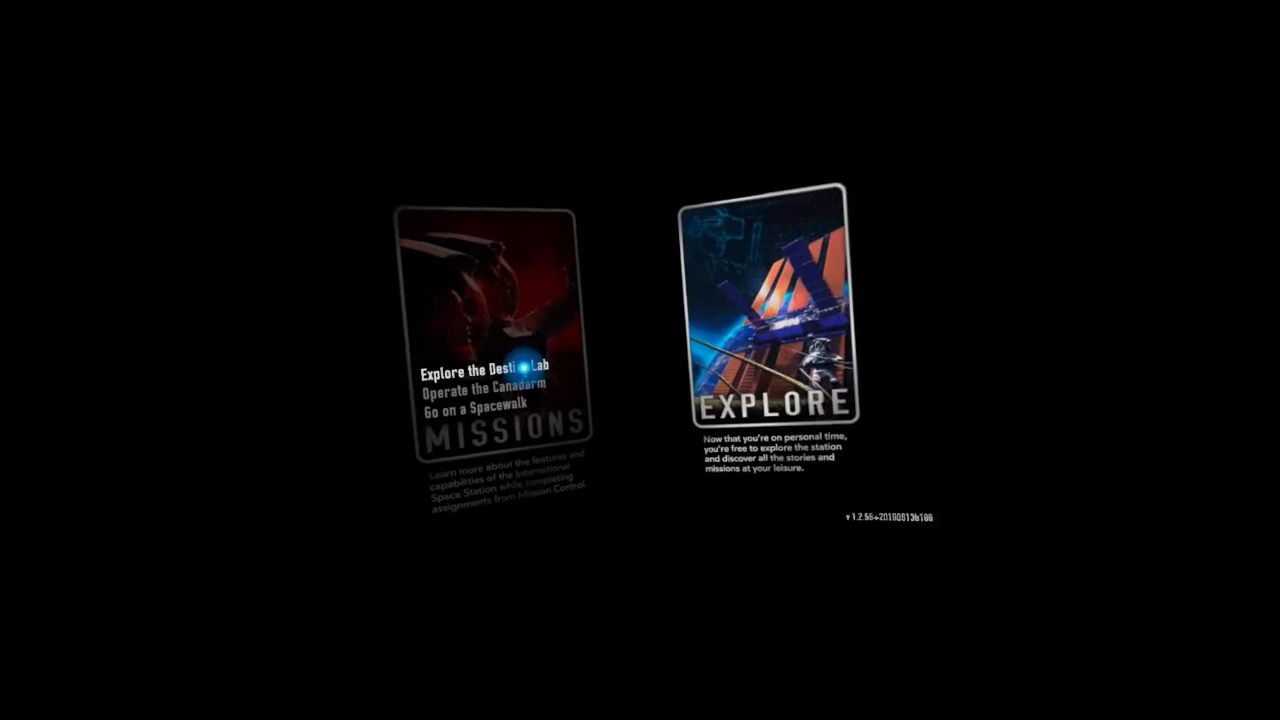 Explore the Desti Lab
Operate the Canadarm
Go on a Spacewalk
MISSIONS
Learn more about the features and
capabilities of the International
Space Station while completing
assignments from Mission Control.
EXPLORE
Now that you're on personal time,
you're free to explore the station
and discover all the stories and
missions at your leisure.